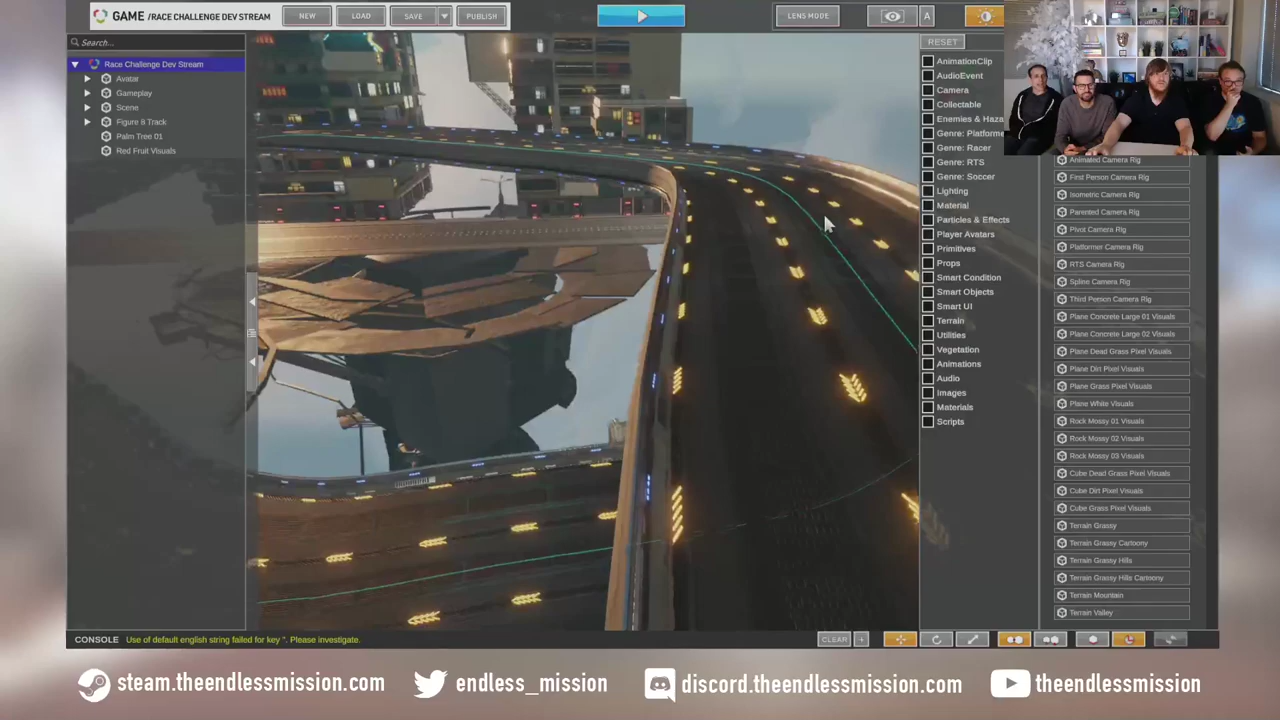 GAME /RACE CHALLENGE DEV STREAM
NEW
LOAD
SAVE
PUBLISH
LENS MODE
A
Search...
Race Challenge Dev Stream
Avatar
Gameplay
Scene
Figure 8 Track
Palm Tree 01
Red Fruit Visuals
RESET
AnimationClip
AudioEvent
Camera
Collectable
Enemies & Haza
Genre: Platforme
Genre: Racer
Genre: RTS
Genre: Soccer
Lighting
Material
Particles & Effects
Player Avatars
Primitives
Props
Smart Condition
Smart Objects
Smart UI
Terrain
Utilities
Vegetation
Animations
Audio
Images
Materials
Scripts
Animated Camera Rig
First Person Camera Rig
Isometric Camera Rig
Parented Camera Rig
Pivot Camera Rig
Platformer Camera Rig
RTS Camera Rig
Spline Camera Rig
Third Person Camera Rig
Plane Concrete Large 01 Visuals
Plane Concrete Large 02 Visuals
Plane Dead Grass Pixel Visuals
Plane Dirt Pixel Visuals
Plane Grass Pixel Visuals
Plane White Visuals
Rock Mossy 01 Visuals
Rock Mossy 02 Visuals
Rock Mossy 03 Visuals
Cube Dead Grass Pixel Visuals
Cube Dirt Pixel Visuals
Cube Grass Pixel Visuals
Terrain Grassy
Terrain Grassy Cartoony
Terrain Grassy Hills
Terrain Grassy Hills Cartoony
Terrain Mountain
Terrain Valley
CONSOLE Use of default english string failed for key ''. Please investigate.
CLEAR +
steam.theendlessmission.com
endless_mission
discord.theendlessmission.com
theendlessmission